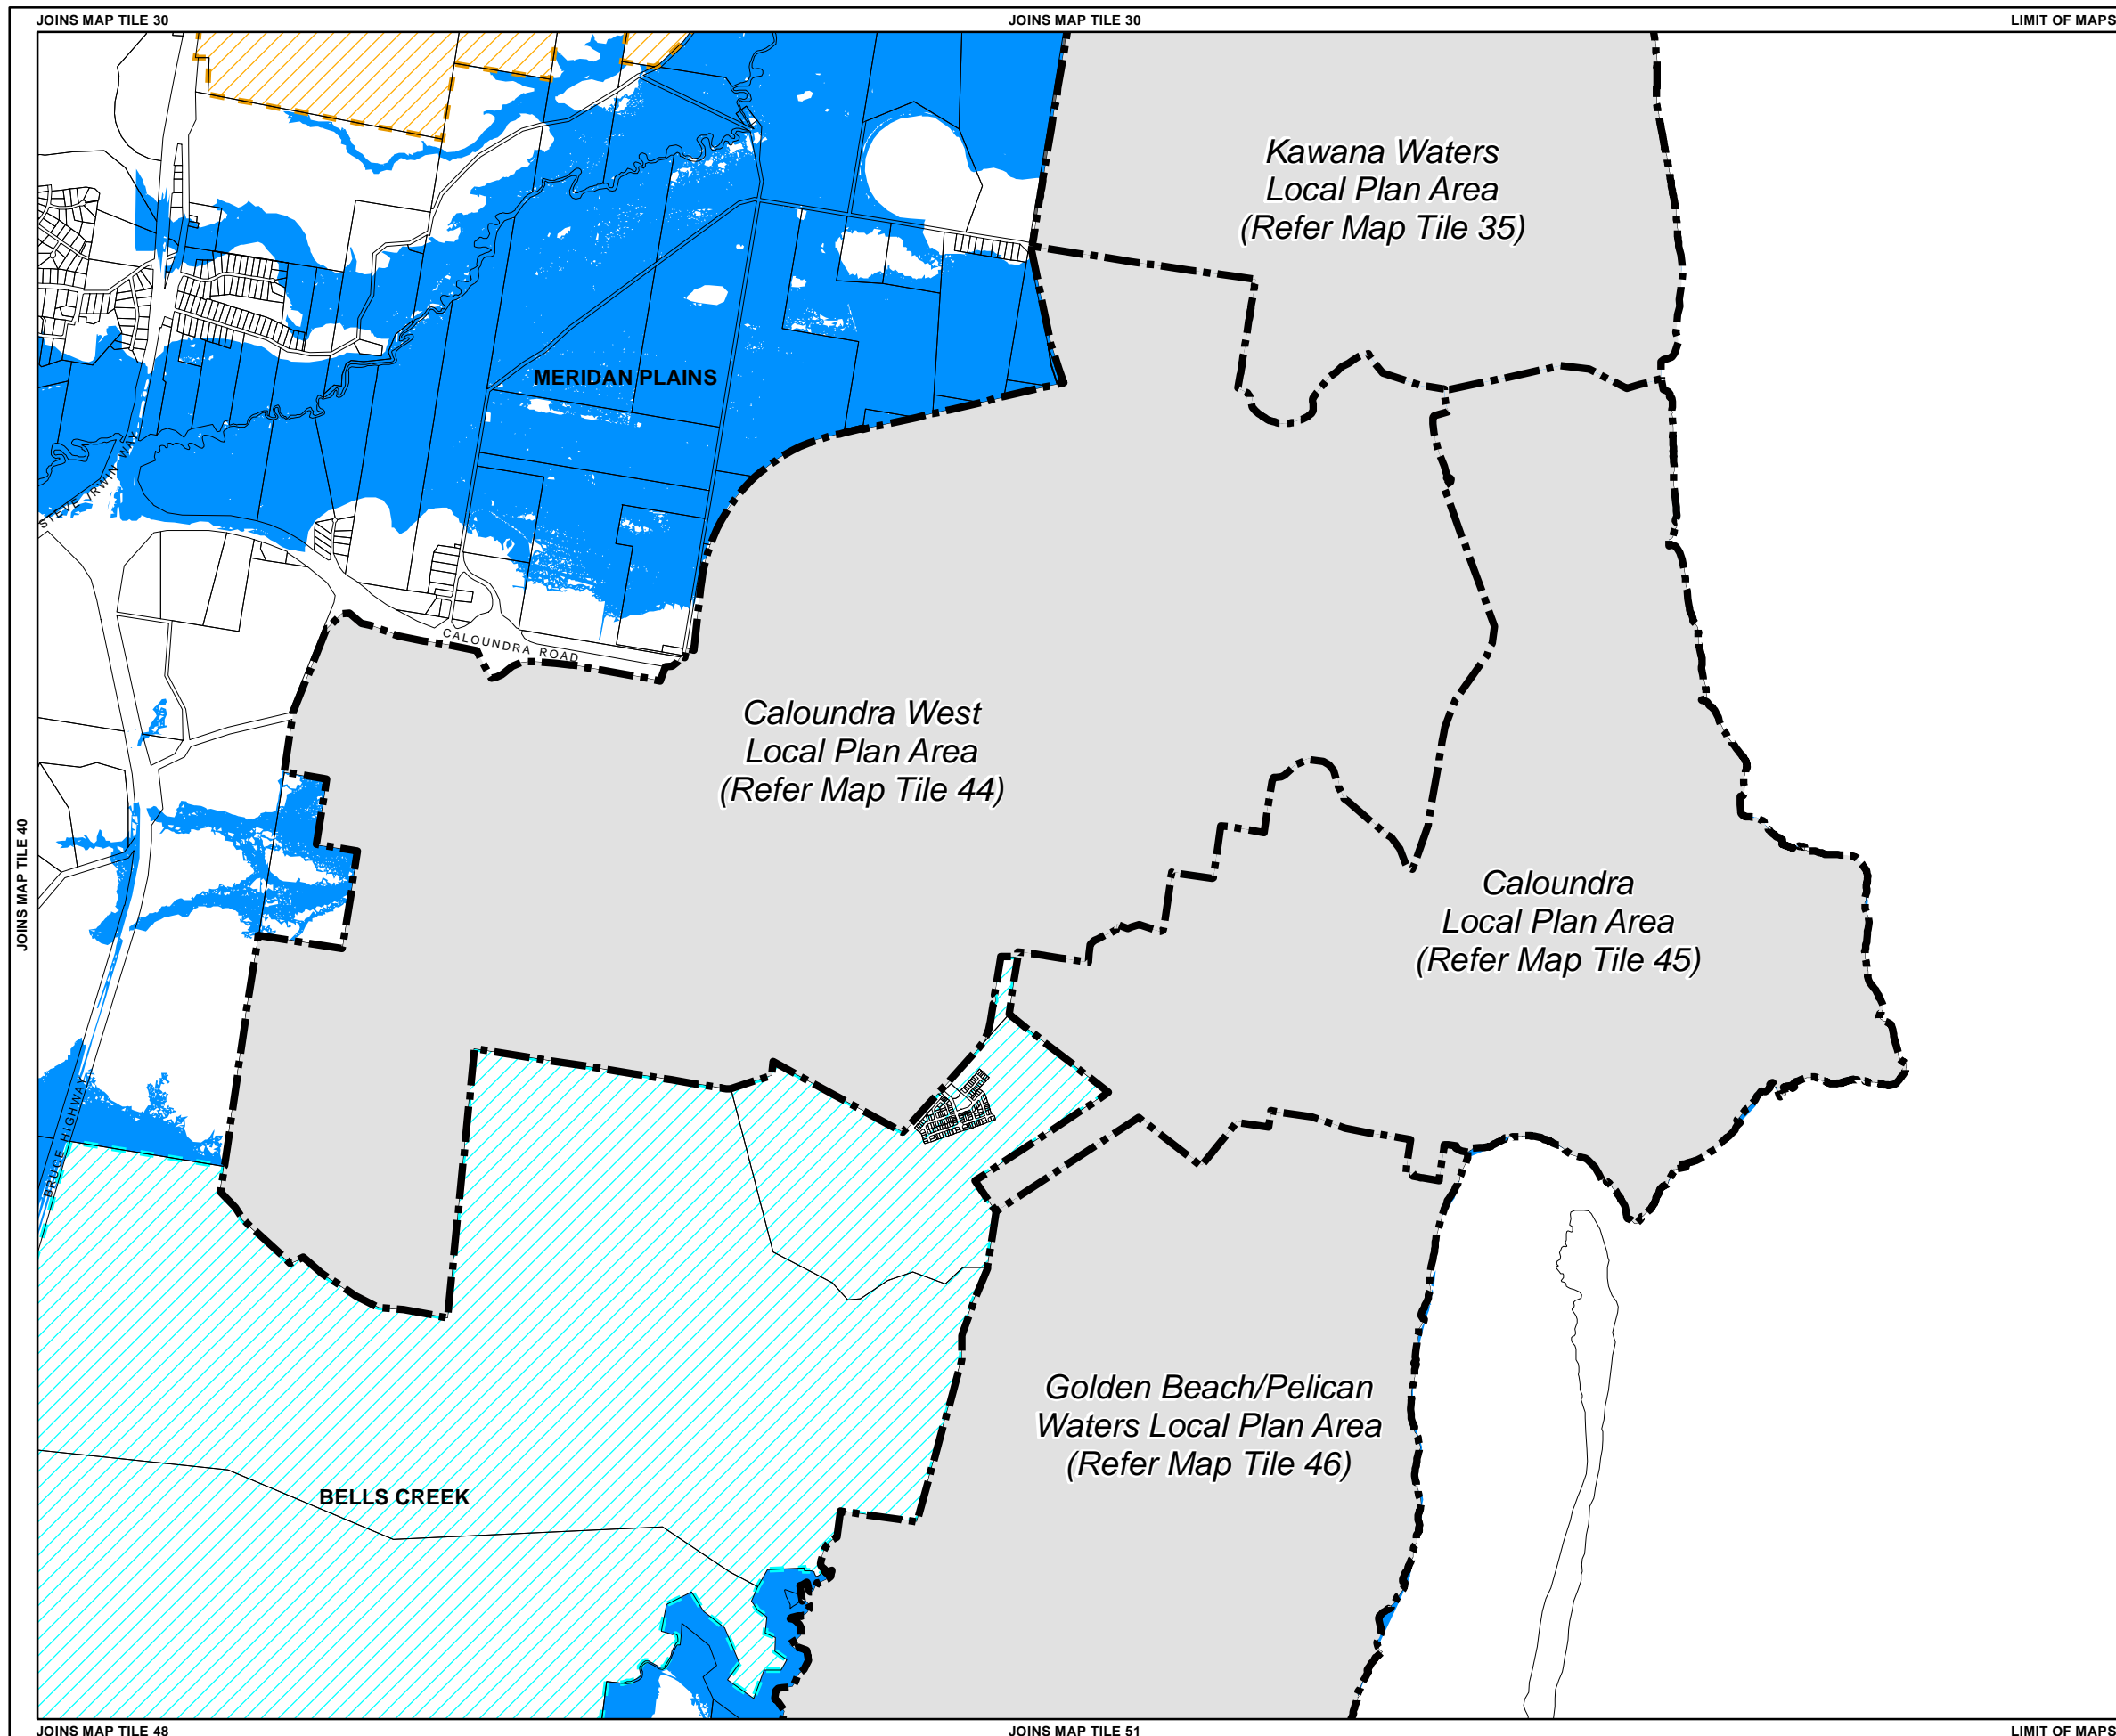 JOINS MAP TILE 30
JOINS MAP TILE 30
LIMIT OF MAPS
Kawana Waters
Local Plan Area
(Refer Map Tile 35)
MERIDAN PLAINS
STEVE IRWIN WAY
CALOUNDRA ROAD
Caloundra West
Local Plan Area
(Refer Map Tile 44)
JOINS MAP TILE 40
Caloundra
Local Plan Area
(Refer Map Tile 45)
BRUCE HIGHWAY
Golden Beach/Pelican
Waters Local Plan Area
(Refer Map Tile 46)
BELLS CREEK
JOINS MAP TILE 48
JOINS MAP TILE 51
LIMIT OF MAPS